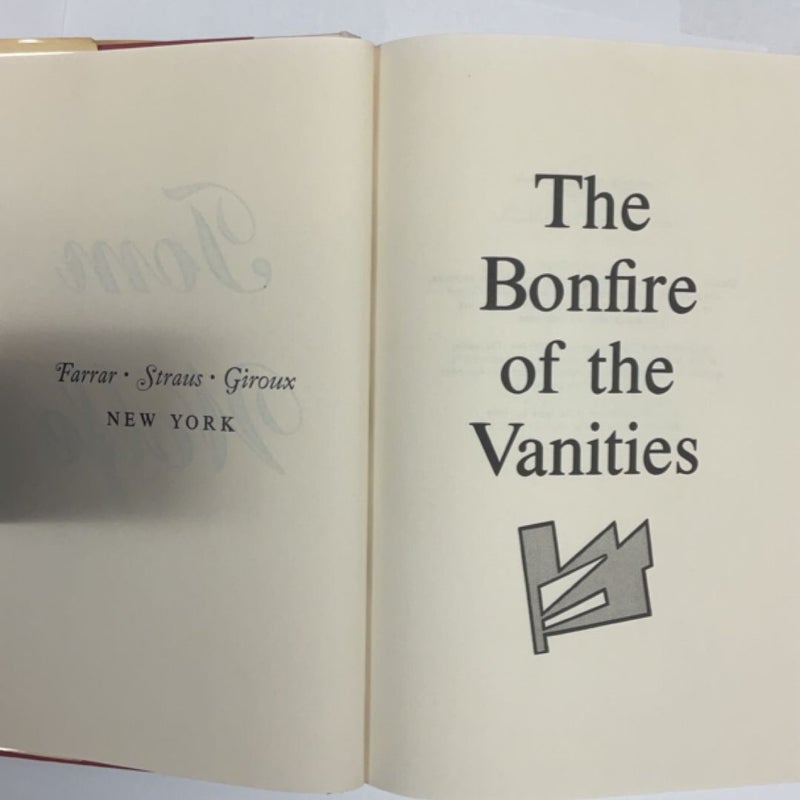 Farrar · Straus · Giroux
NEW YORK
The
Bonfire
of the
Vanities